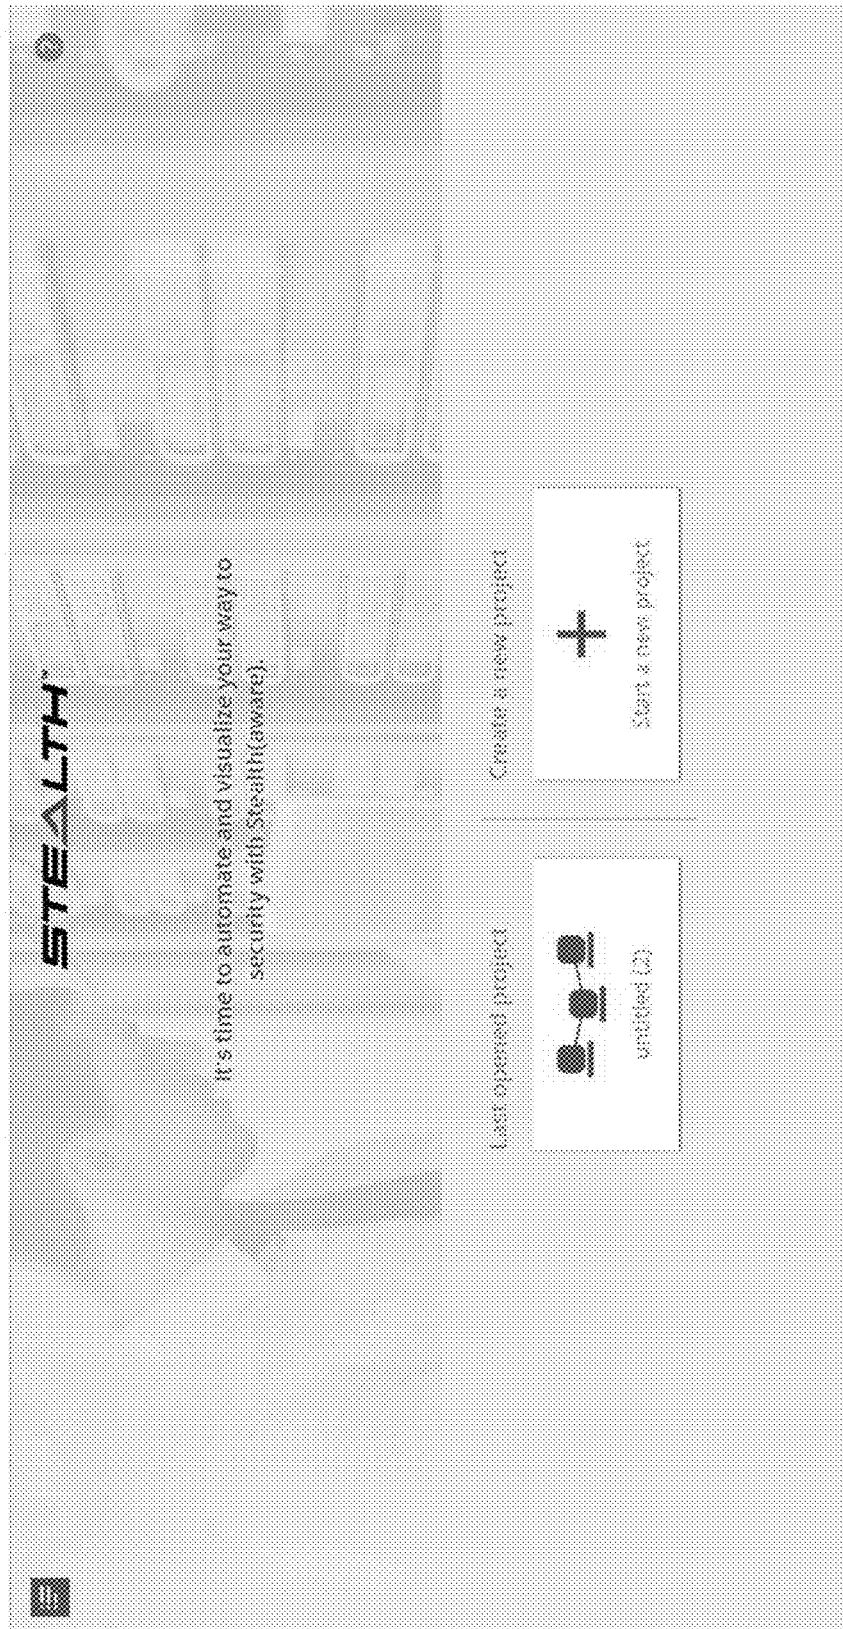 STEALTH™
It's time to automate and visualize your way to
security with Stealth(aware).
Last opened project
Create a new project
untitled (2)
Start a new project